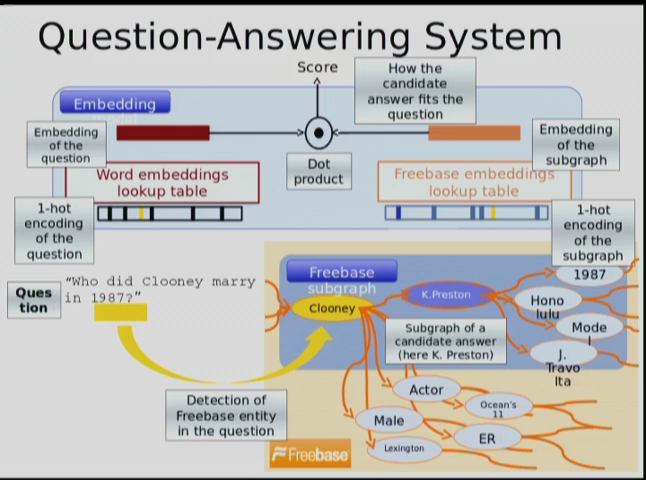 Question-Answering System
Score
How the
candidate
answer fits the
question
Embedding
Embedding
of the
question
Embedding
of the
subgraph
Dot
product
Word embeddings
lookup table
Freebase embeddings
lookup table
1-hot
encoding
of the
question
1-hot
encoding
of the
subgraph
Freebase
subgraph
1987
"Who did Clooney marry
in 1987?"
Ques
tion
K.Preston
Clooney
Hono
lulu
Mode
l
Subgraph of a
candidate answer
(here K. Preston)
J.
Travo
lta
Actor
Ocean's
11
Male
ER
Lexington
Detection of
Freebase entity
in the question
Freebase